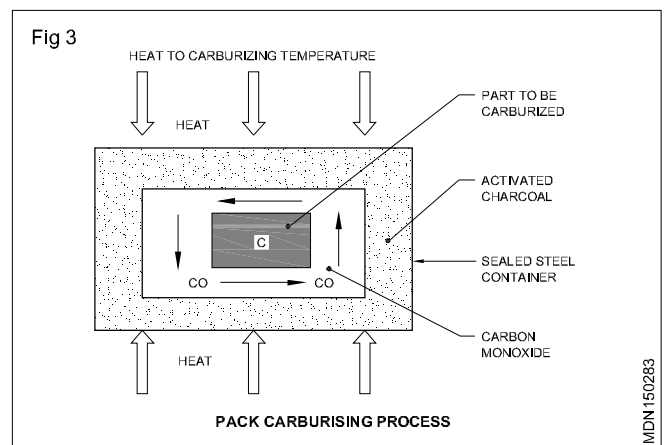 Fig 3
HEAT TO CARBURIZING TEMPERATURE
HEAT
PART TO BE
CARBURIZED
ACTIVATED
CHARCOAL
C
SEALED STEEL
CONTAINER
CO
CO
CARBON
MONOXIDE
HEAT
PACK CARBURISING PROCESS
MDN150283